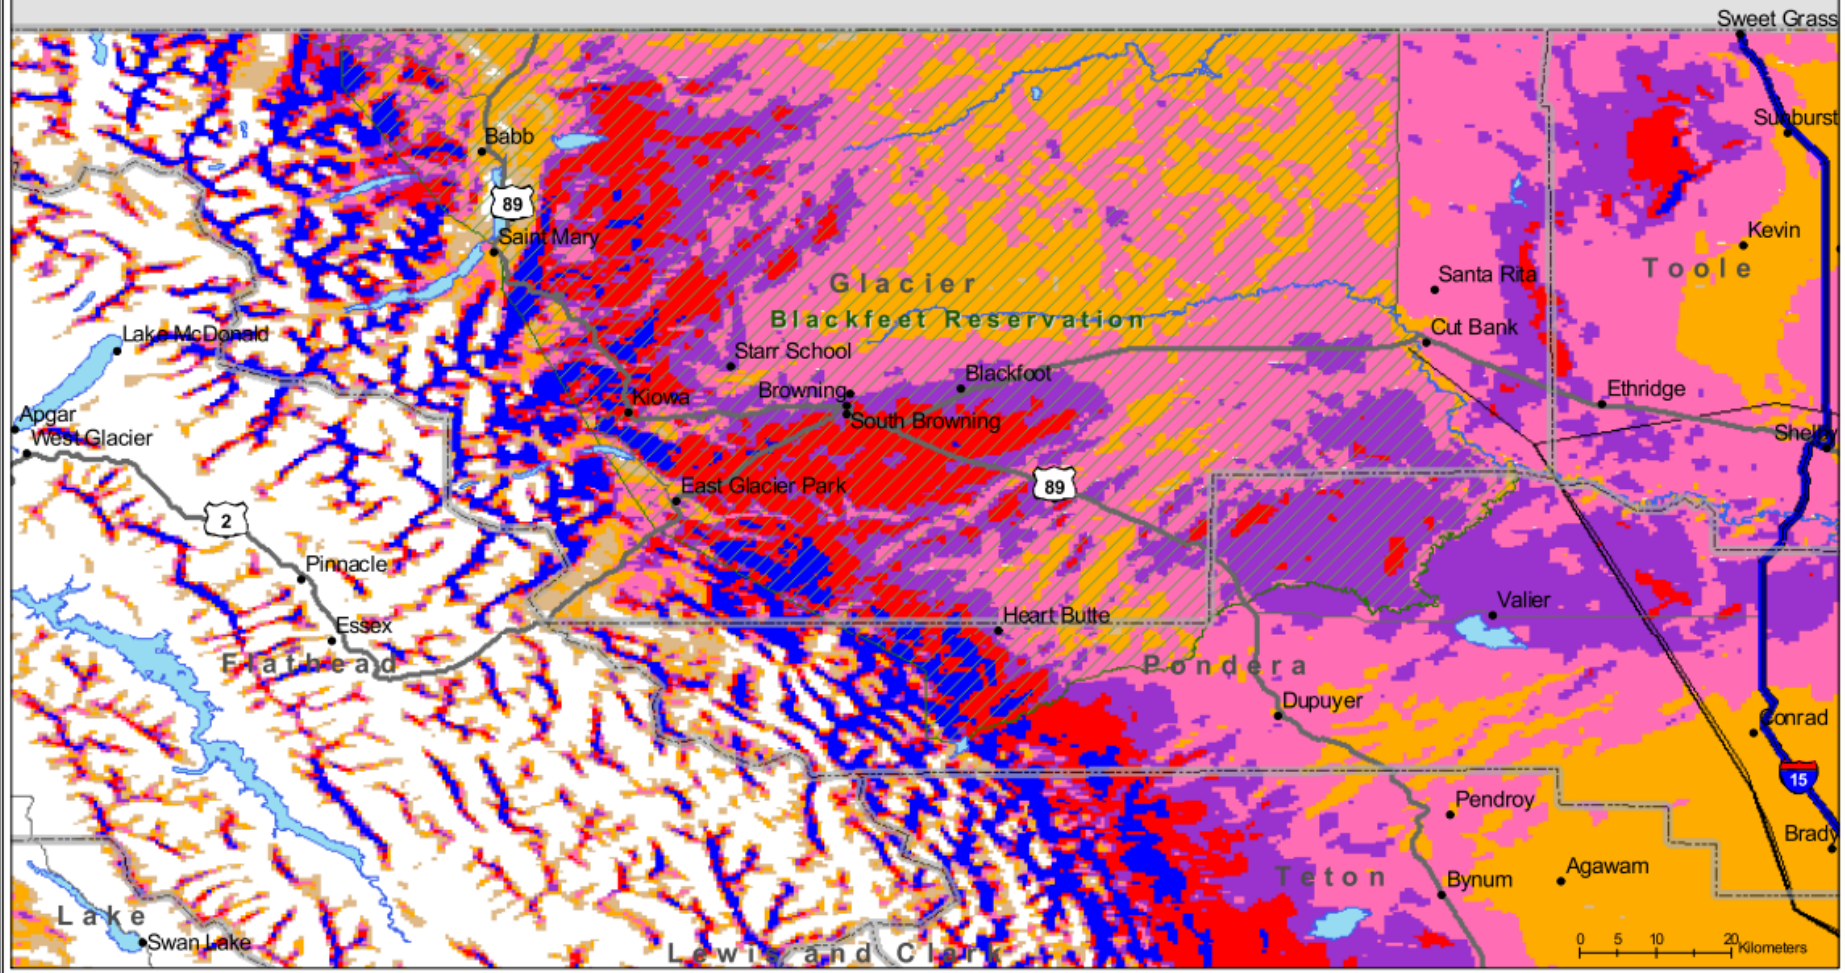 Sweet Grass
Sunburst
Babb
89
Saint Mary
Kevin
Toole
Santa Rita
Glacier
Blackfeet Reservation
Cut Bank
Lake McDonald
Starr School
Blackfoot
Browning
Kiowa
Ethridge
Apgar
South Browning
Shelby
West Glacier
East Glacier Park
89
2
Pinnacle
Valier
Heart Butte
Essex
Flathead
Pondera
Dupuyer
Conrad
15
Pendroy
Brady
Agawam
Teton
Bynum
Lake
Swan Lake
Lewis and Clark
0 5 10 20 Kilometers